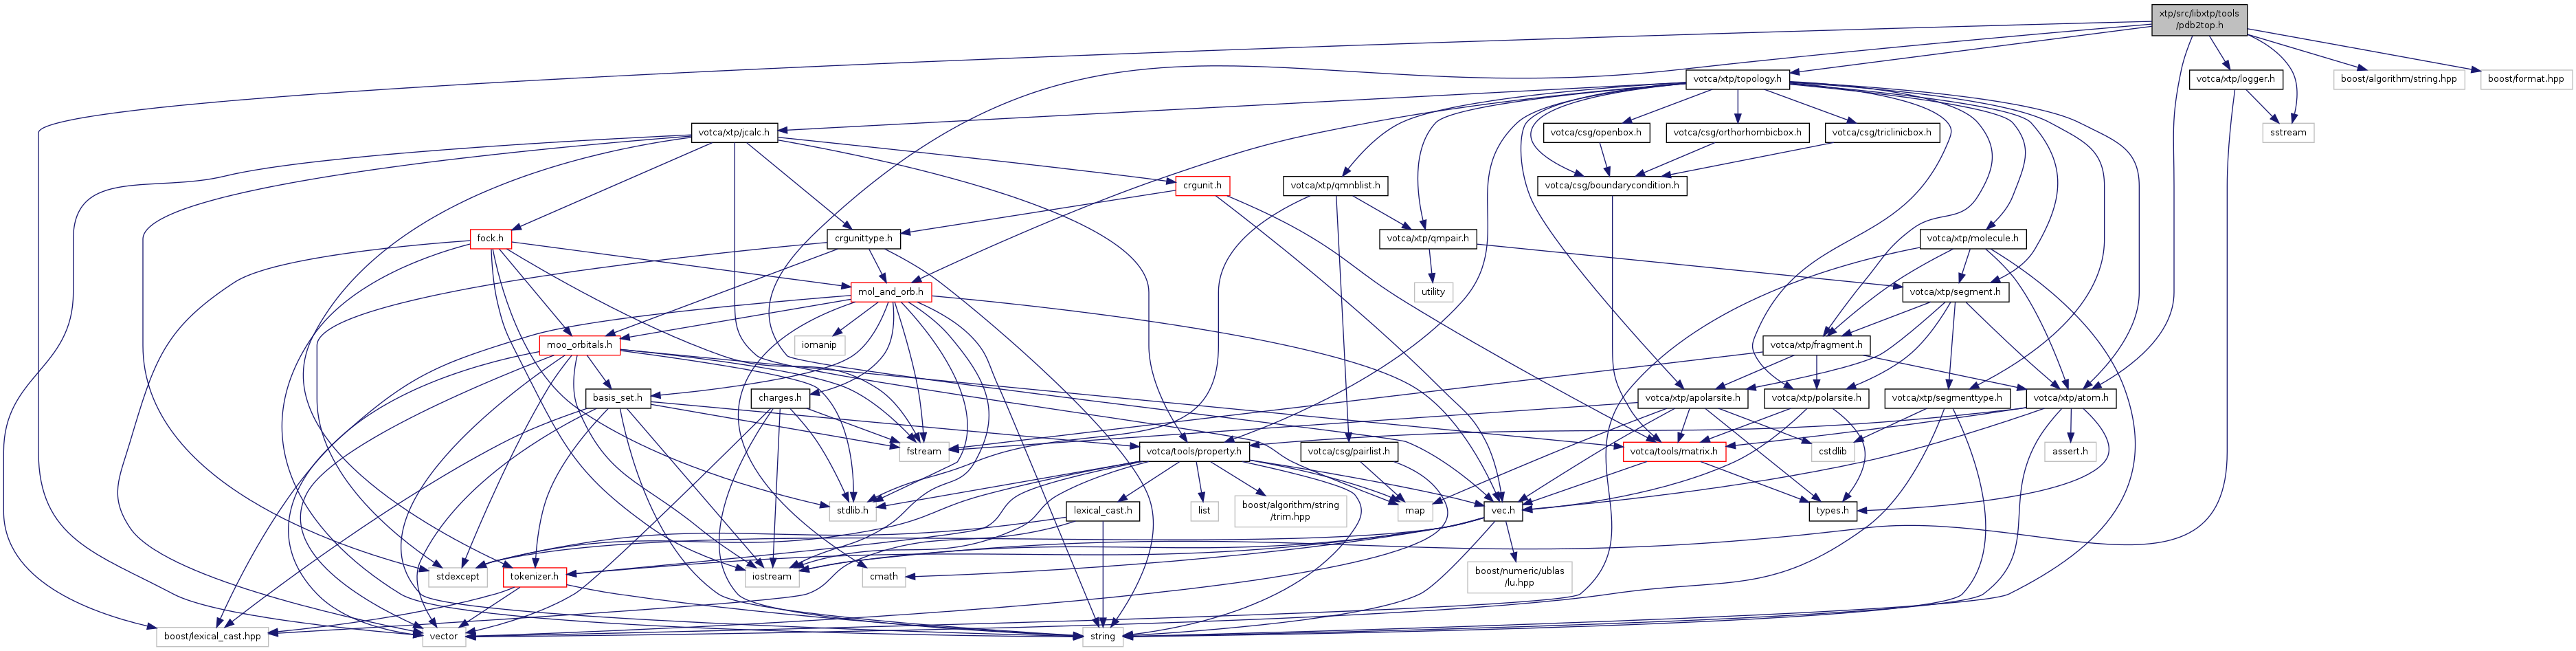 xtp/src/libxtp/tools
/pdb2top.h
votca/xtp/topology.h
votca/xtp/logger.h
boost/algorithm/string.hpp
boost/format.hpp
votca/xtp/jcalc.h
votca/csg/openbox.h
votca/csg/orthorhombicbox.h
votca/csg/triclinicbox.h
sstream
crgunit.h
votca/xtp/qmnblist.h
votca/csg/boundarycondition.h
fock.h
crgunittype.h
votca/xtp/qmpair.h
votca/xtp/molecule.h
mol_and_orb.h
utility
votca/xtp/segment.h
moo_orbitals.h
iomanip
votca/xtp/fragment.h
basis_set.h
charges.h
votca/xtp/apolarsite.h
votca/xtp/polarsite.h
votca/xtp/segmenttype.h
votca/xtp/atom.h
fstream
votca/tools/property.h
votca/csg/pairlist.h
votca/tools/matrix.h
cstdlib
assert.h
stdlib.h
lexical_cast.h
list
boost/algorithm/string
/trim.hpp
map
vec.h
types.h
stdexcept
tokenizer.h
iostream
cmath
boost/numeric/ublas
/lu.hpp
boost/lexical_cast.hpp
vector
string